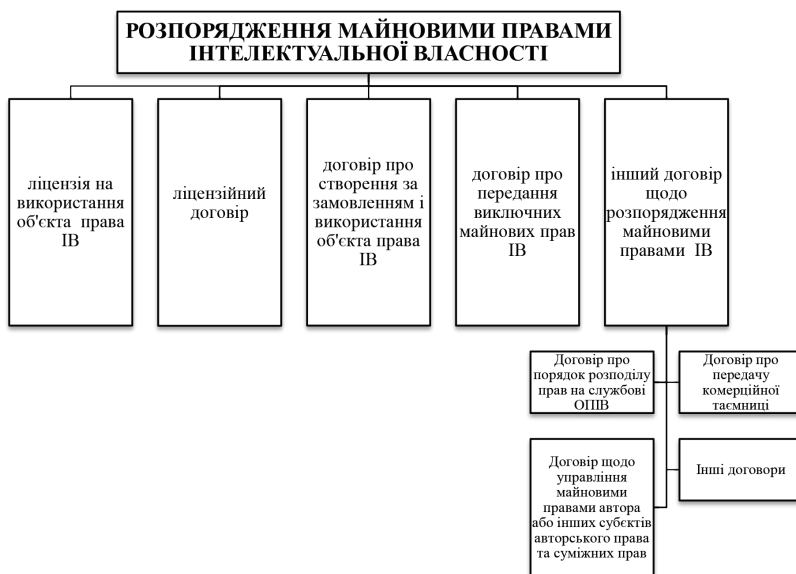 РОЗПОРЯДЖЕННЯ МАЙНОВИМИ ПРАВАМИ
ІНТЕЛЕКТУАЛЬНОЇ ВЛАСНОСТІ
ліцензія на
використання
об'єкта права
ІВ
ліцензійний
договір
договір про
створення за
замовленням і
використання
об'єкта права
ІВ
договір про
передання
виключних
майнових прав
ІВ
інший договір
щодо
розпорядження
майновими
правами ІВ
Договір про
порядок розподілу
прав на службові
ОПІВ
Договір про
передачу
комерційної
таємниці
Договір щодо
управління
майновими
правами автора
або інших субєктів
авторського права
та суміжних прав
Інші договори